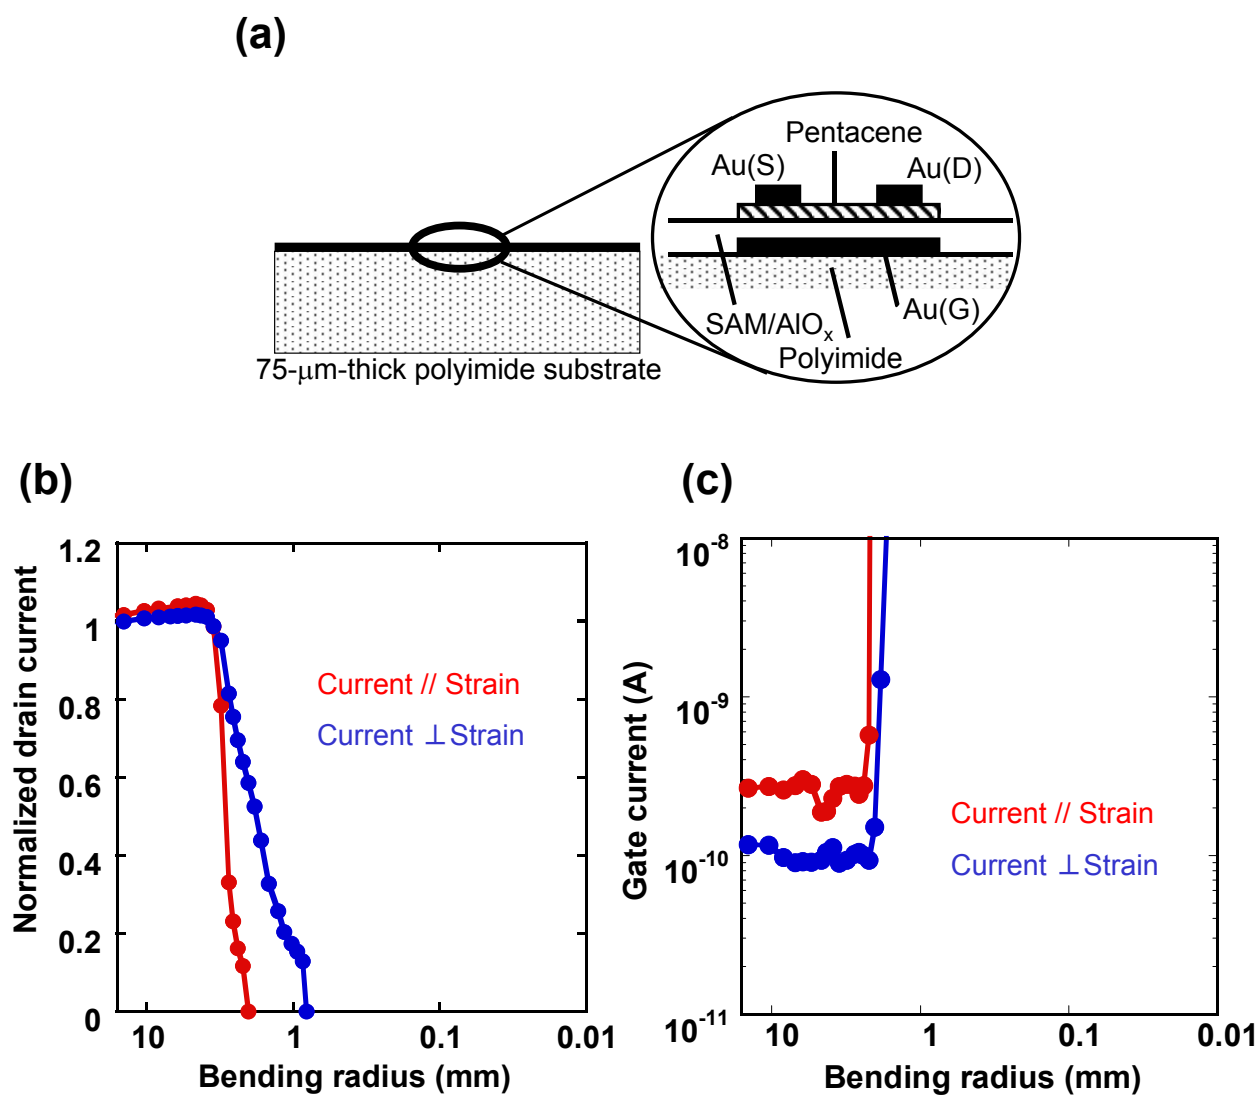 (a)
Pentacene
Au(S)
Au(D)
SAM/AlOx
Au(G)
Polyimide
75-μm-thick polyimide substrate
(b)
1.2
1
0.8
0.6
0.4
0.2
0
10
1
0.1
0.01
Normalized drain current
Bending radius (mm)
Current // Strain
Current ⊥Strain
(c)
10-8
10-9
10-10
10-11
10
1
0.1
0.01
Gate current (A)
Bending radius (mm)
Current // Strain
Current ⊥Strain